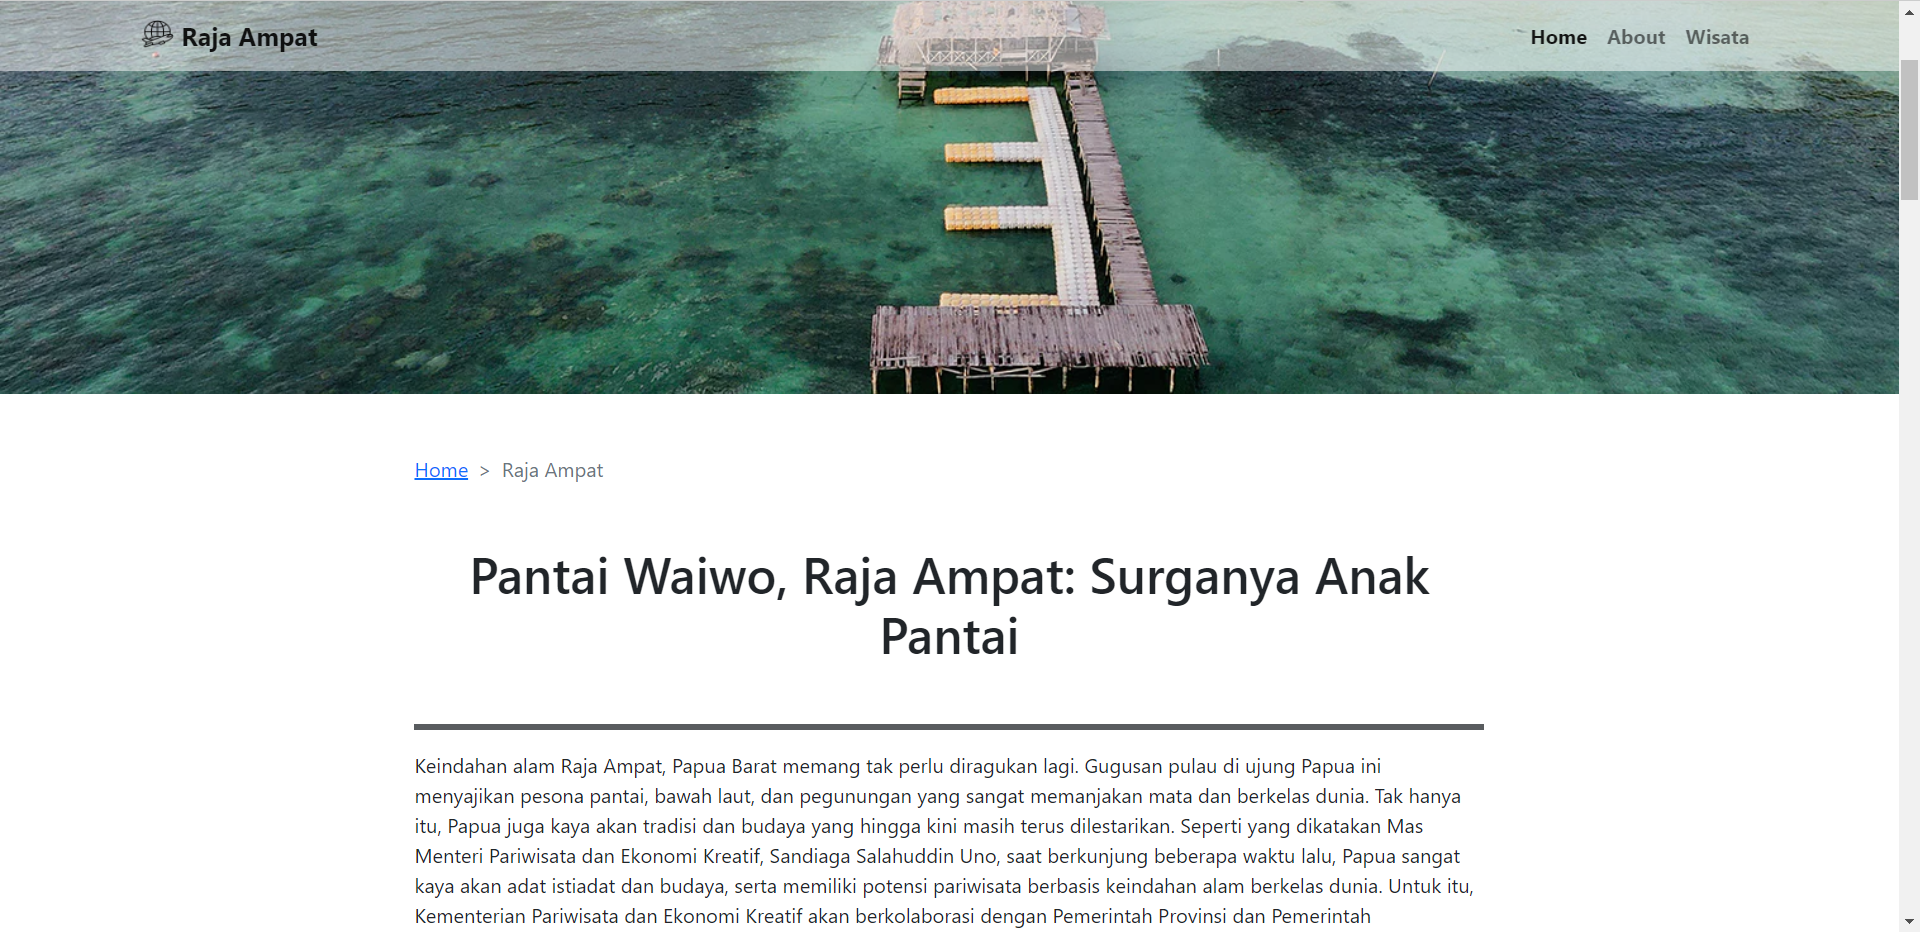 Raja Ampat
Home About Wisata
Home > Raja Ampat
Pantai Waiwo, Raja Ampat: Surganya Anak
Pantai
Keindahan alam Raja Ampat, Papua Barat memang tak perlu diragukan lagi. Gugusan pulau di ujung Papua ini
menyajikan pesona pantai, bawah laut, dan pegunungan yang sangat memanjakan mata dan berkelas dunia. Tak hanya
itu, Papua juga kaya akan tradisi dan budaya yang hingga kini masih terus dilestarikan. Seperti yang dikatakan Mas
Menteri Pariwisata dan Ekonomi Kreatif, Sandiaga Salahuddin Uno, saat berkunjung beberapa waktu lalu, Papua sangat
kaya akan adat istiadat dan budaya, serta memiliki potensi pariwisata berbasis keindahan alam berkelas dunia. Untuk itu,
Kementerian Pariwisata dan Ekonomi Kreatif akan berkolaborasi dengan Pemerintah Provinsi dan Pemerintah